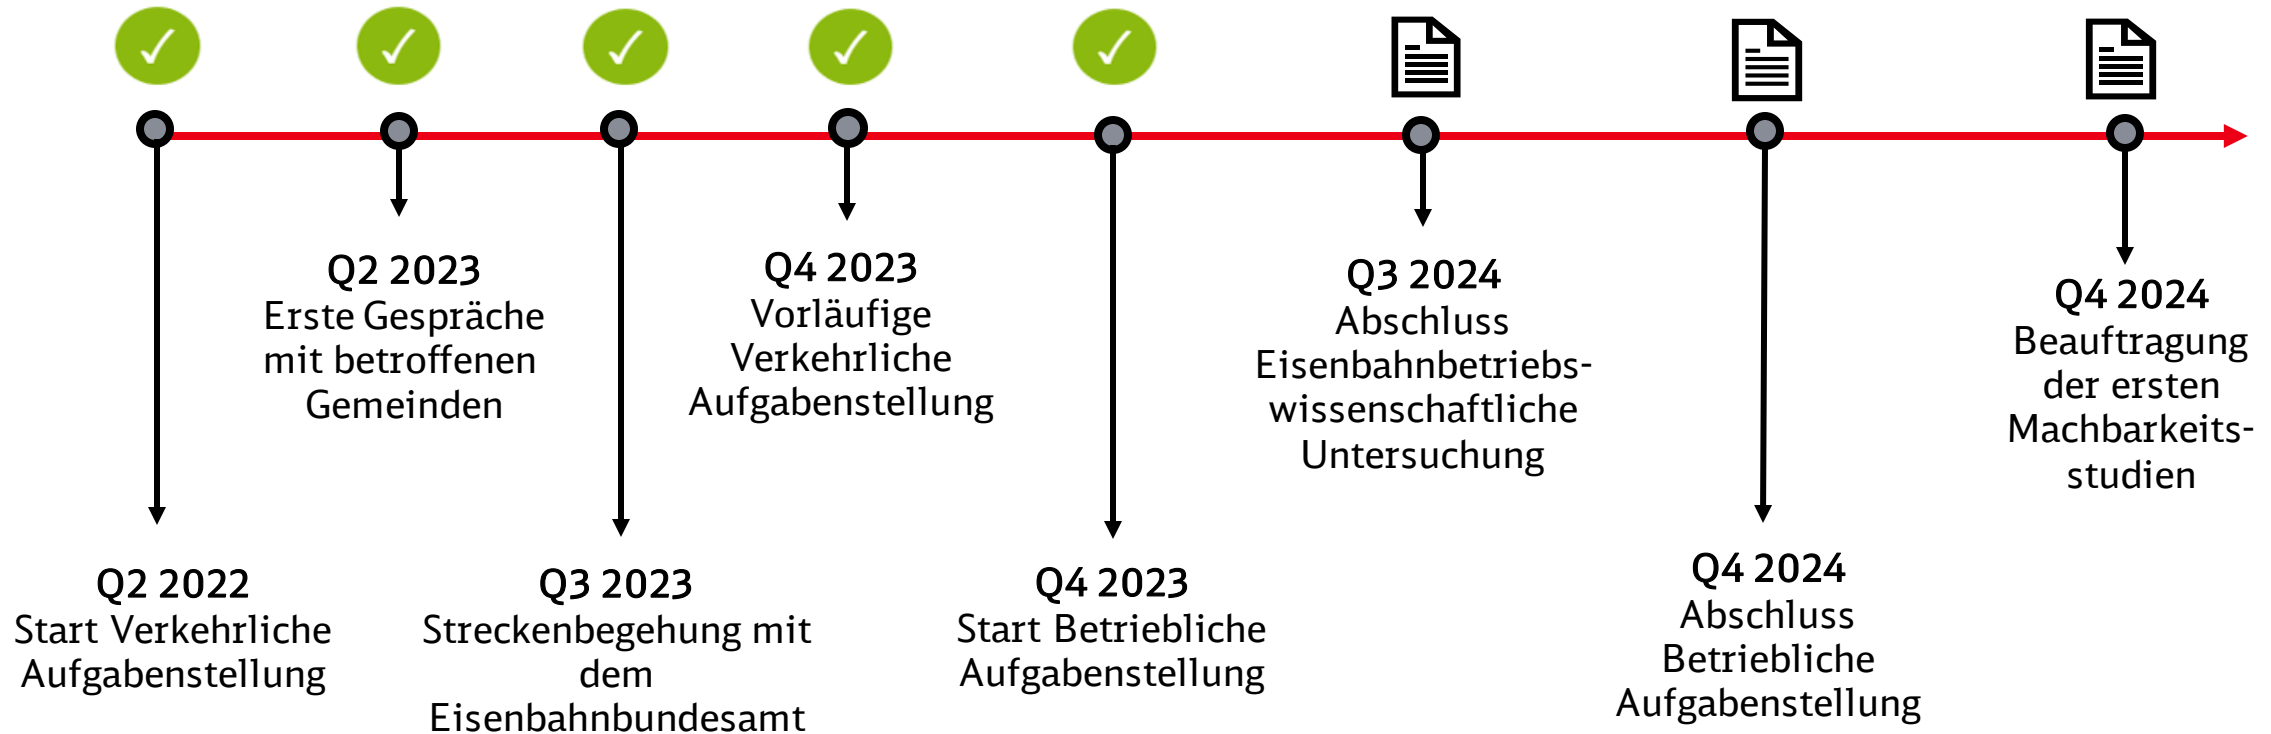 Q2 2022
Start Verkehrliche
Aufgabenstellung
Q2 2023
Erste Gespräche
mit betroffenen
Gemeinden
Q3 2023
Streckenbegehung mit
dem
Eisenbahnbundesamt
Q4 2023
Vorläufige
Verkehrliche
Aufgabenstellung
Q4 2023
Start Betriebliche
Aufgabenstellung
Q3 2024
Abschluss
Eisenbahnbetriebs-
wissenschaftliche
Untersuchung
Q4 2024
Abschluss
Betriebliche
Aufgabenstellung
Q4 2024
Beauftragung
der ersten
Machbarkeits-
studien